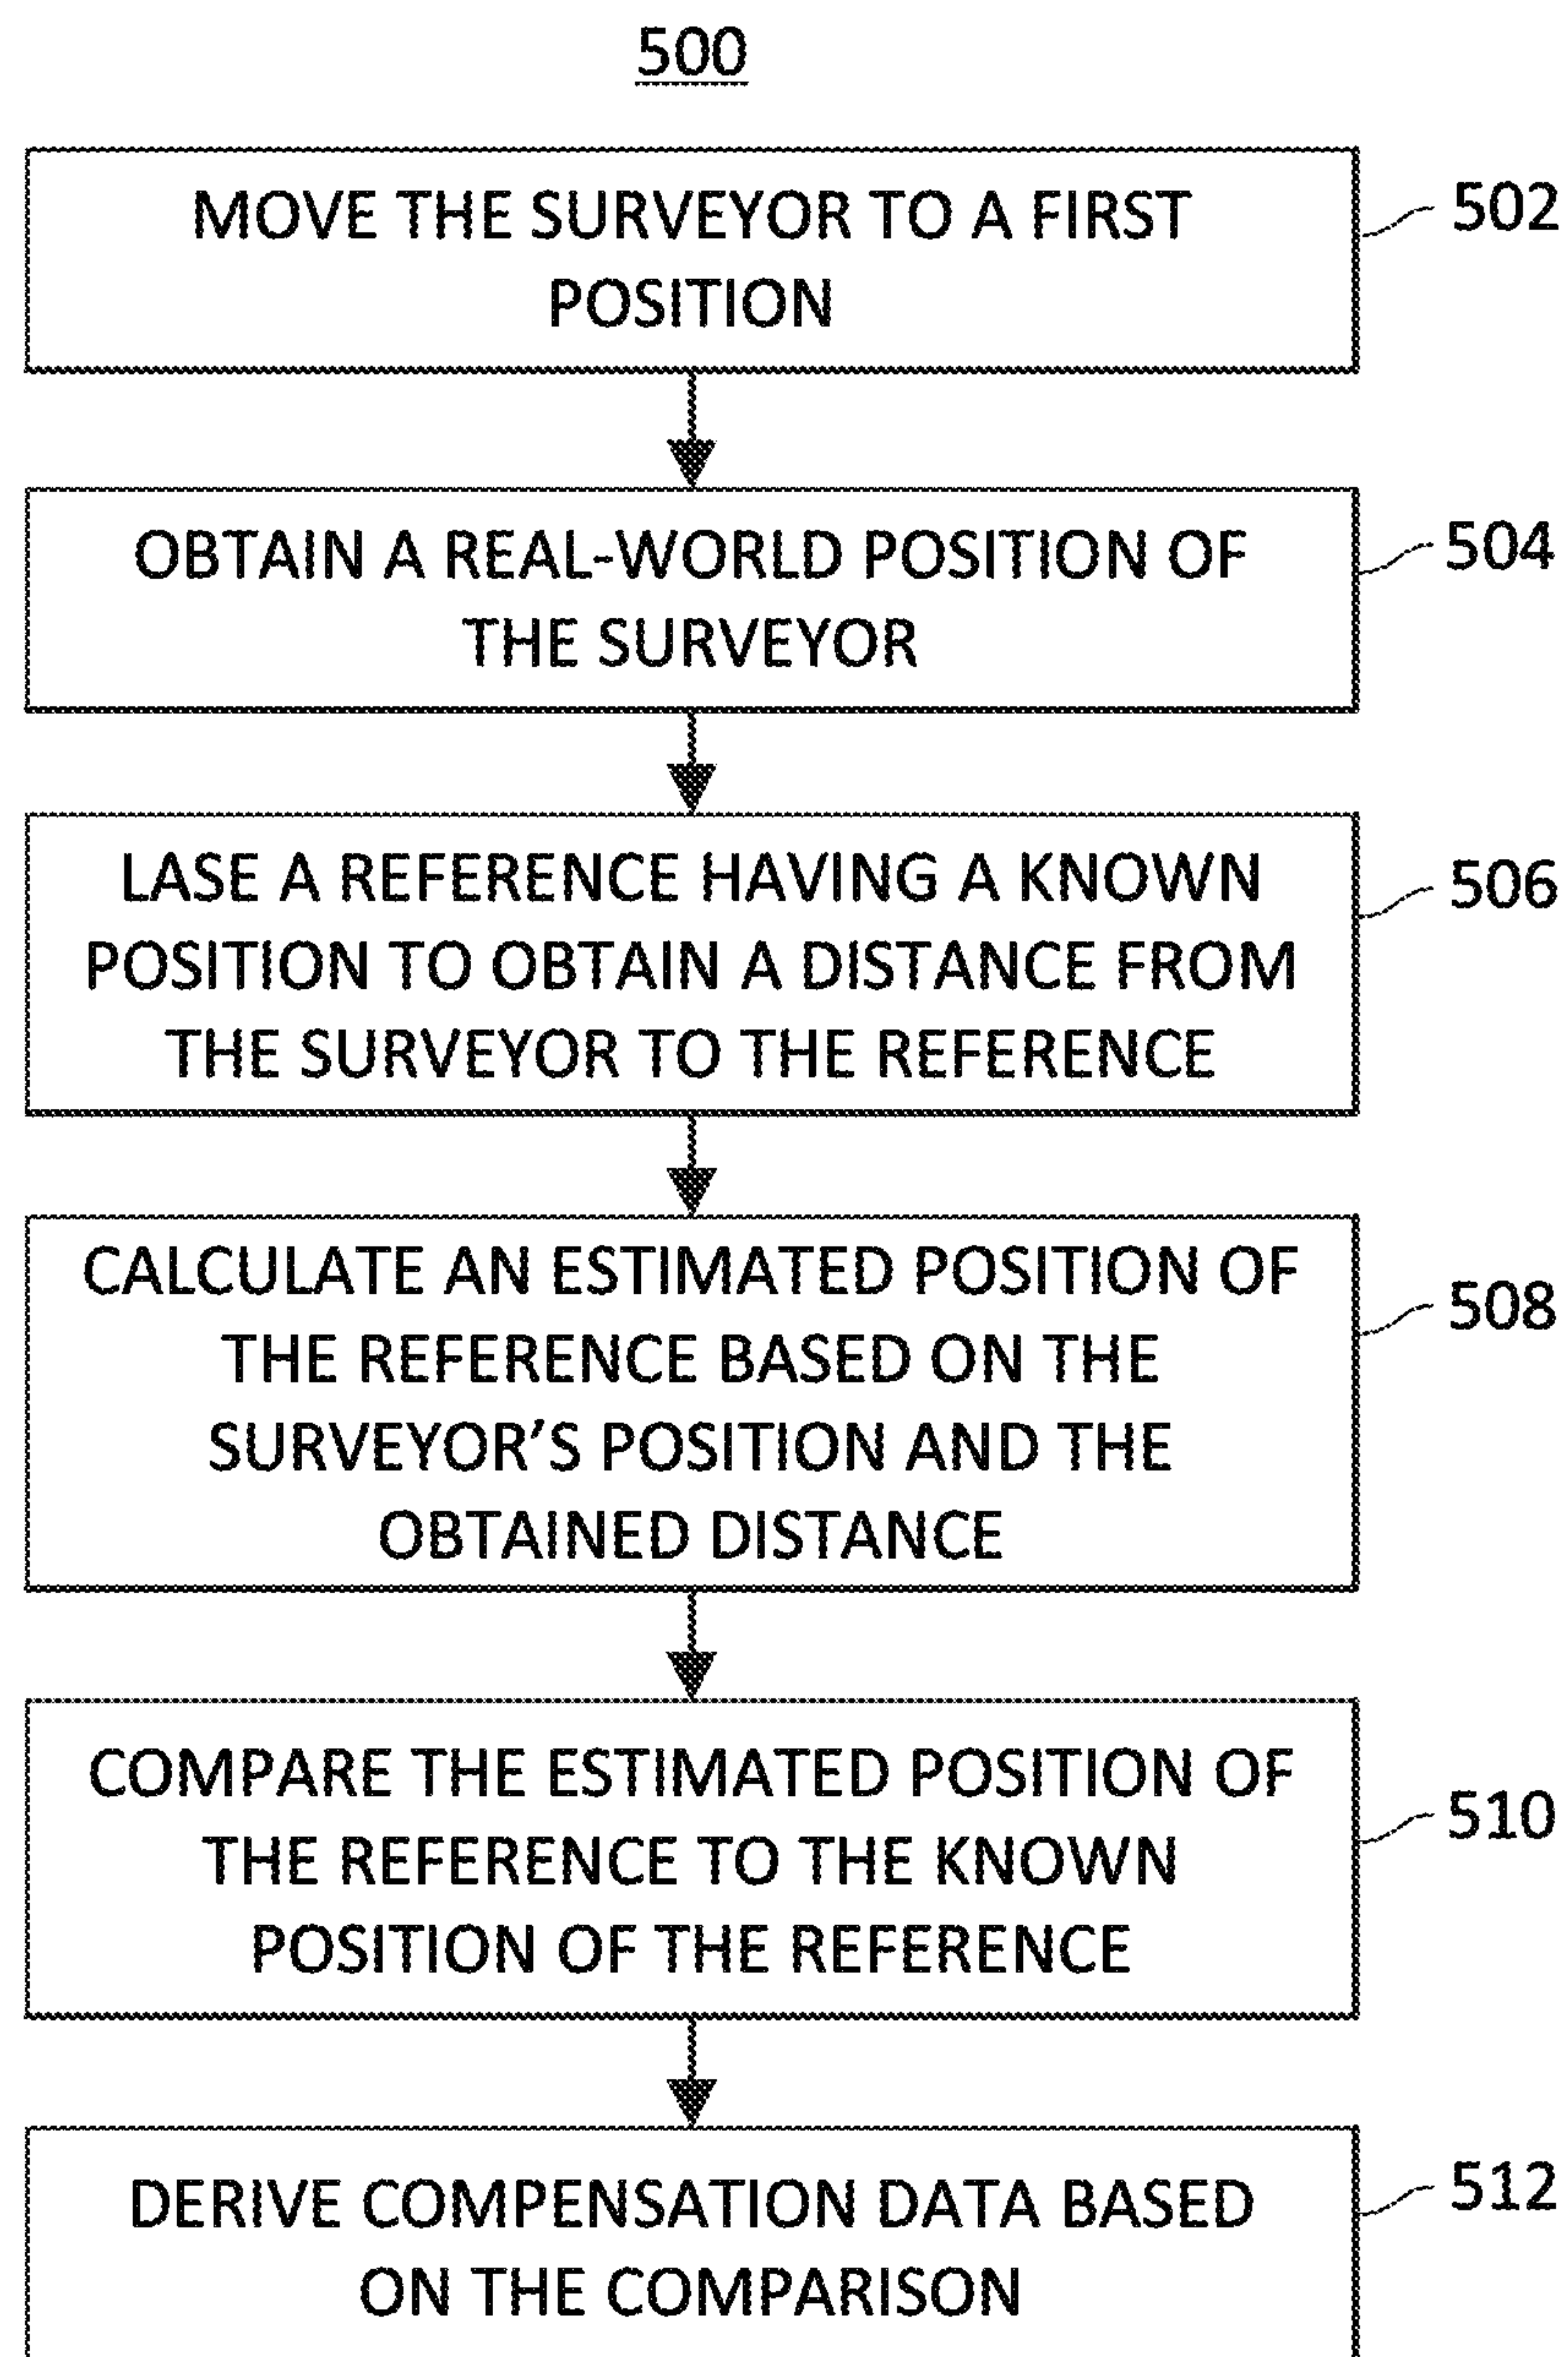 500
MOVE THE SURVEYOR TO A FIRST
POSITION
502
OBTAIN A REAL-WORLD POSITION OF
THE SURVEYOR
504
LASE A REFERENCE HAVING A KNOWN
POSITION TO OBTAIN A DISTANCE FROM
THE SURVEYOR TO THE REFERENCE
506
CALCULATE AN ESTIMATED POSITION OF
THE REFERENCE BASED ON THE
SURVEYOR’S POSITION AND THE
OBTAINED DISTANCE
508
COMPARE THE ESTIMATED POSITION OF
THE REFERENCE TO THE KNOWN
POSITION OF THE REFERENCE
510
DERIVE COMPENSATION DATA BASED
ON THE COMPARISON
512